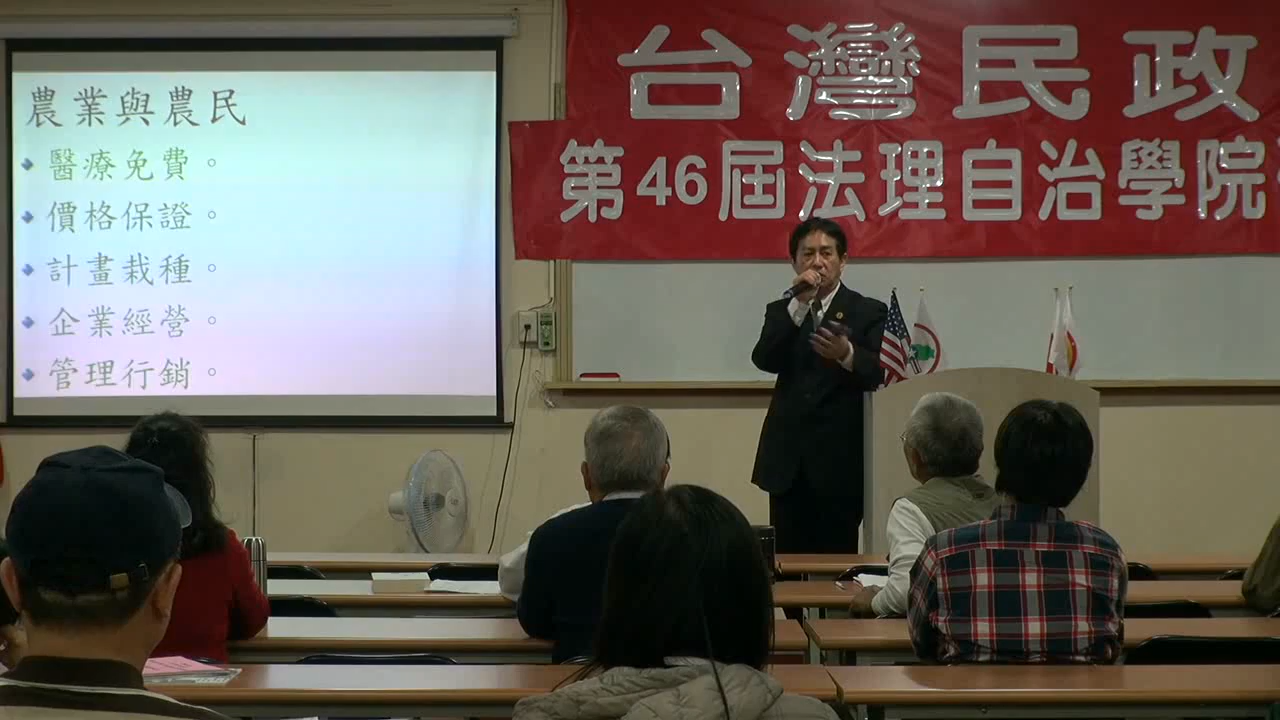 農業與農民
醫療免費。
價格保證。
計畫栽種。
企業經營。
管理行銷。
台灣民政
第46屆法理自治學院